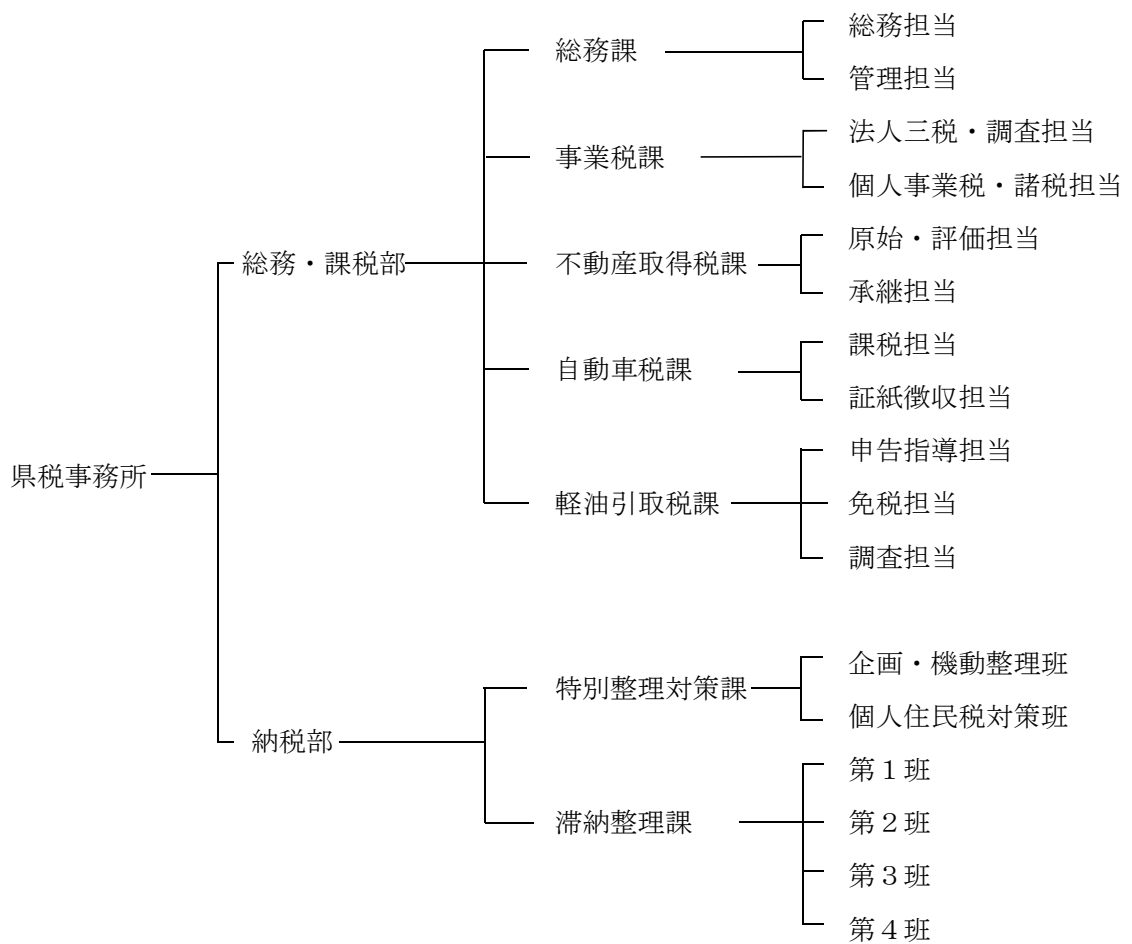 県税事務所
総務・課税部
総務課
総務担当
管理担当
事業税課
法人三税・調査担当
個人事業税・諸税担当
不動産取得税課
原始・評価担当
承継担当
自動車税課
課税担当
証紙徴収担当
軽油引取税課
申告指導担当
免税担当
調査担当
納税部
特別整理対策課
企画・機動整理班
個人住民税対策班
滞納整理課
第1班
第2班
第3班
第4班